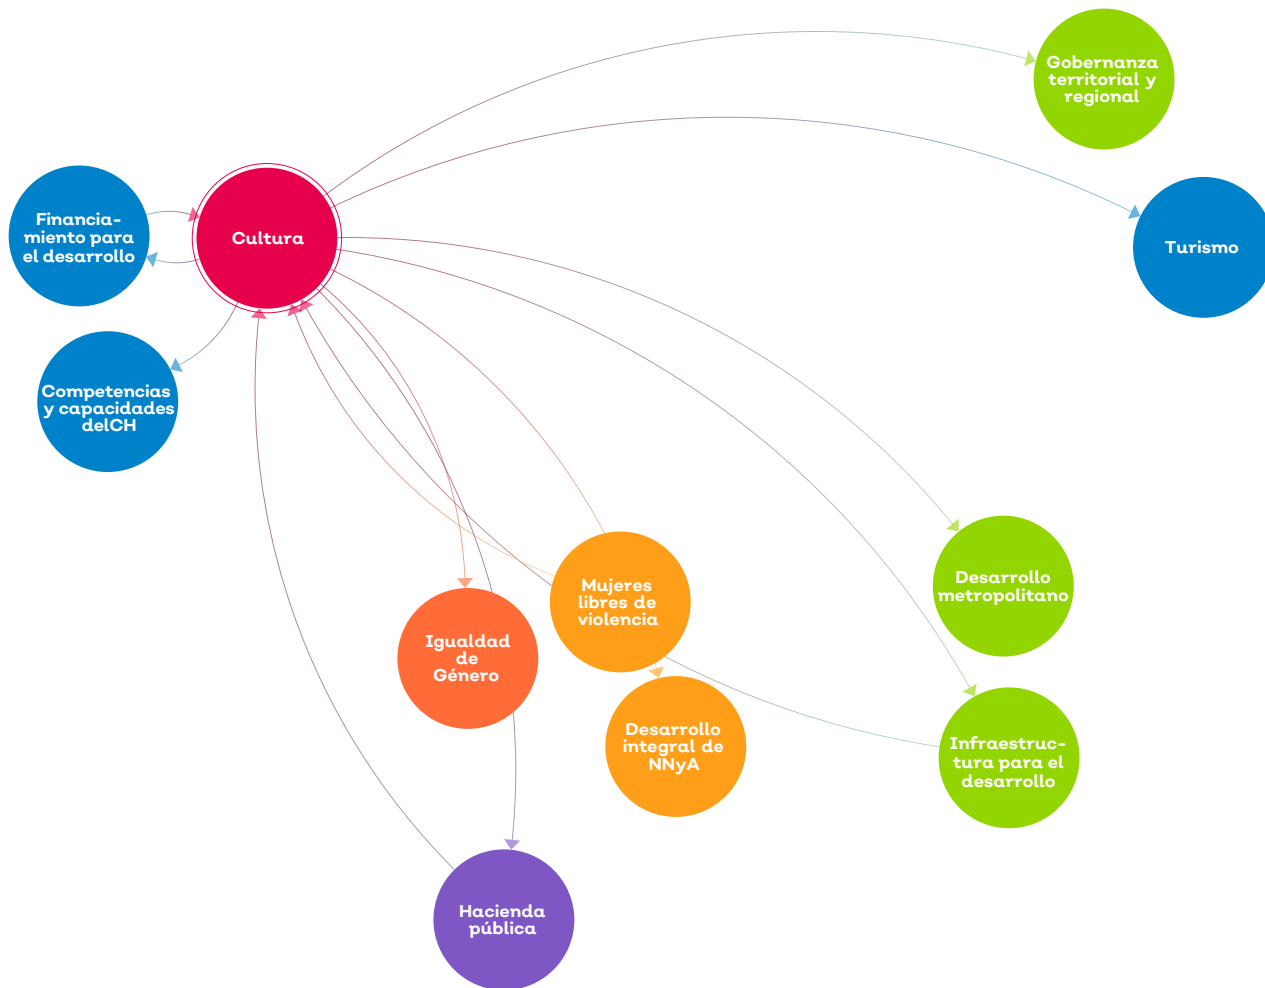 Gobernanza
territorial y
regional
Turismo
Financia-
miento para
el desarrollo
Cultura
Competencias
y capacidades
delCH
Desarrollo
metropolitano
Mujeres
libres de
violencia
Igualdad
de
Género
Desarrollo
integral de
NNyA
Infraestruc-
tura para el
desarrollo
Hacienda
pública